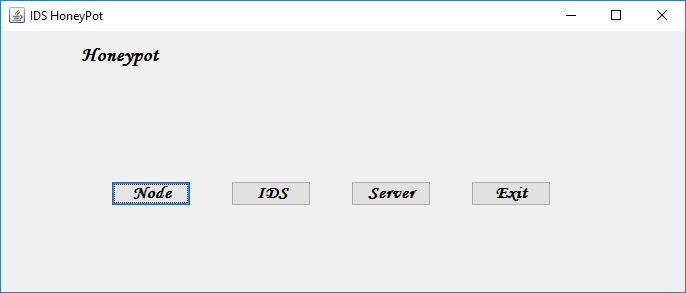 IDS HoneyPot
Honeypot
Node IDS Server Exit